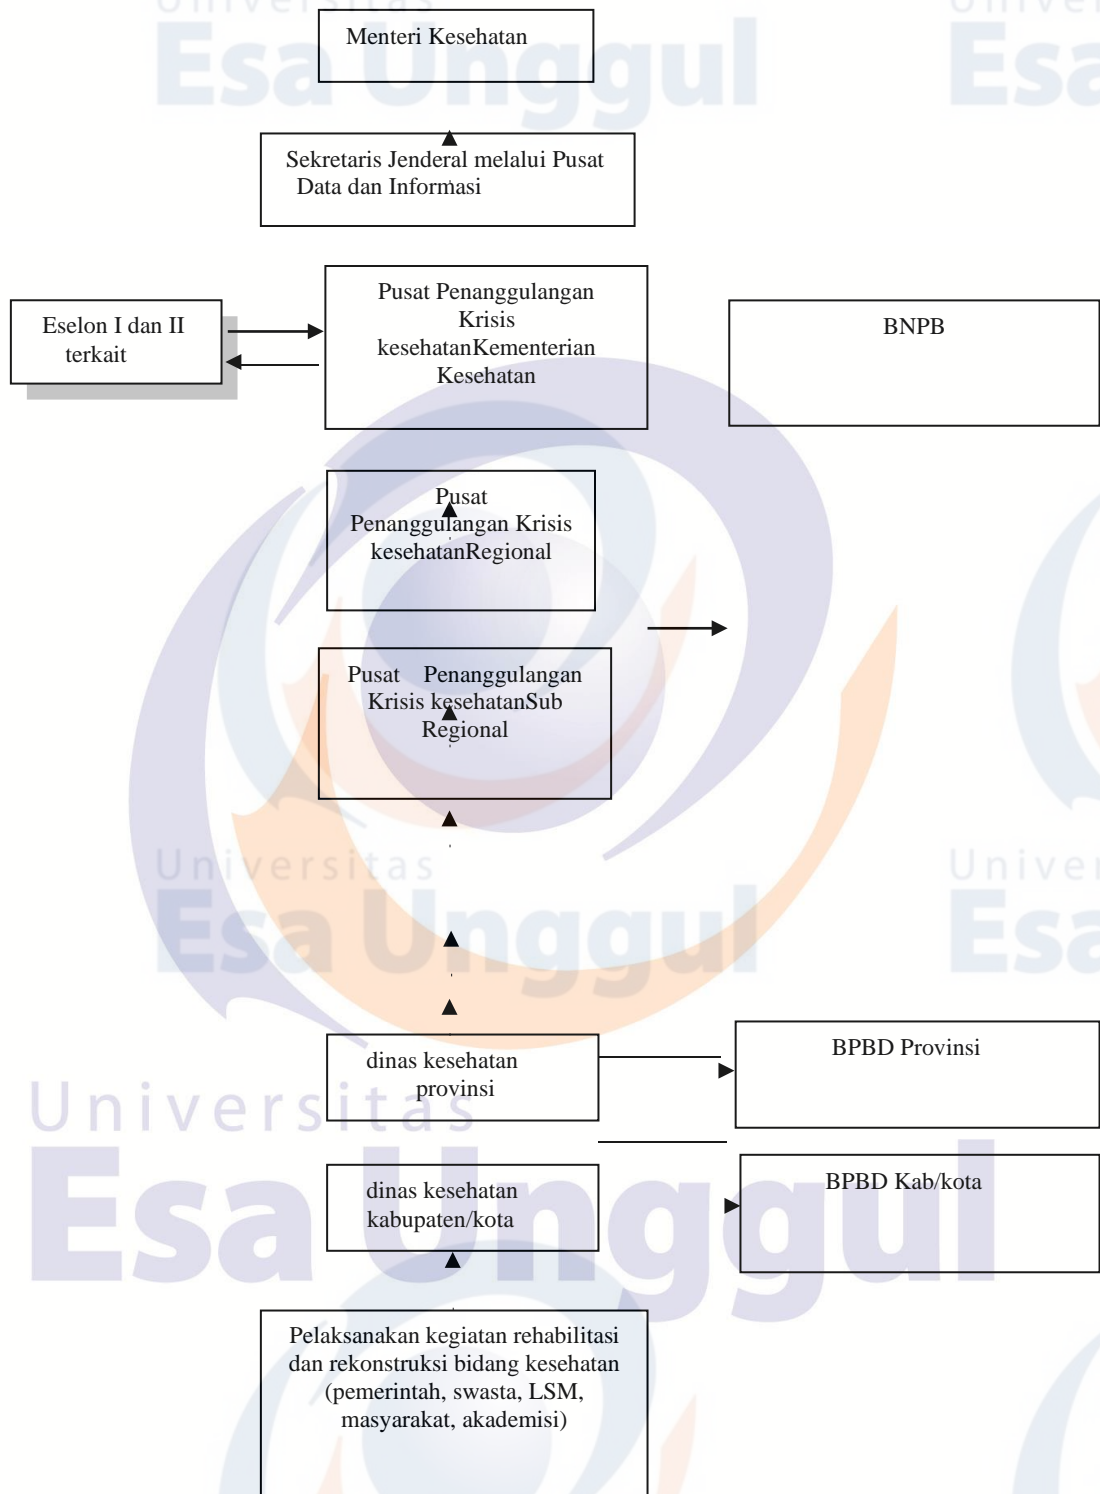 Universitas
Esa Unggul
Menteri Kesehatan
Sekretaris Jenderal melalui Pusat
Data dan Informasi
Eselon I dan II
terkait
Pusat Penanggulangan
Krisis
kesehatanKementerian
Kesehatan
BNPB
Pusat
Penanggulangan Krisis
kesehatanRegional
Pusat Penanggulangan
Krisis kesehatanSub
Regional
Universitas
Esa Unggul
Univer
Esa
dinas kesehatan
provinsi
BPBD Provinsi
Universitas
Esa Unggul
dinas kesehatan
kabupaten/kota
BPBD Kab/kota
Pelaksanakan kegiatan rehabilitasi
dan rekonstruksi bidang kesehatan
(pemerintah, swasta, LSM,
masyarakat, akademisi)